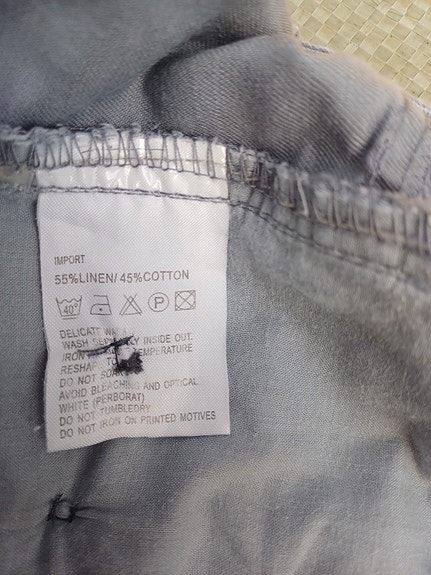 IMPORT
55%LINEN/ 45%COTTON
40° P
DELICATE
WASH INSIDE OUT.
IRON TEMPERATURE
RESHAP
DO NOT
AVOID BLEACHING AND OPTICAL
WHITE (PERBORAT)
DO NOT TUMBLEDRY
DO NOT IRON ON PRINTED MOTIVES